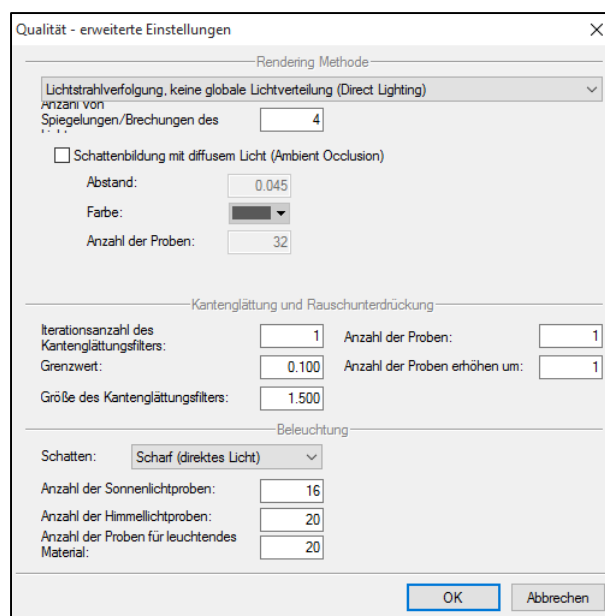 Qualität - erweiterte Einstellungen
Rendering Methode
Lichtstrahlverfolgung, keine globale Lichtverteilung (Direct Lighting)
Anzahl von
Spiegelungen/Brechungen des
4
Schattenbildung mit diffusem Licht (Ambient Occlusion)
Abstand: 0.045
Farbe:
Anzahl der Proben: 32
Kantenglättung und Rauschunterdrückung
Iterationsanzahl des
Kantenglättungsfilters: 1 Anzahl der Proben: 1
Grenzwert: 0.100 Anzahl der Proben erhöhen um: 1
Größe des Kantenglättungsfilters: 1.500
Beleuchtung
Schatten: Scharf (direktes Licht)
Anzahl der Sonnenlichtproben: 16
Anzahl der Himmellichtproben: 20
Anzahl der Proben für leuchtendes
Material: 20
OK Abbrechen